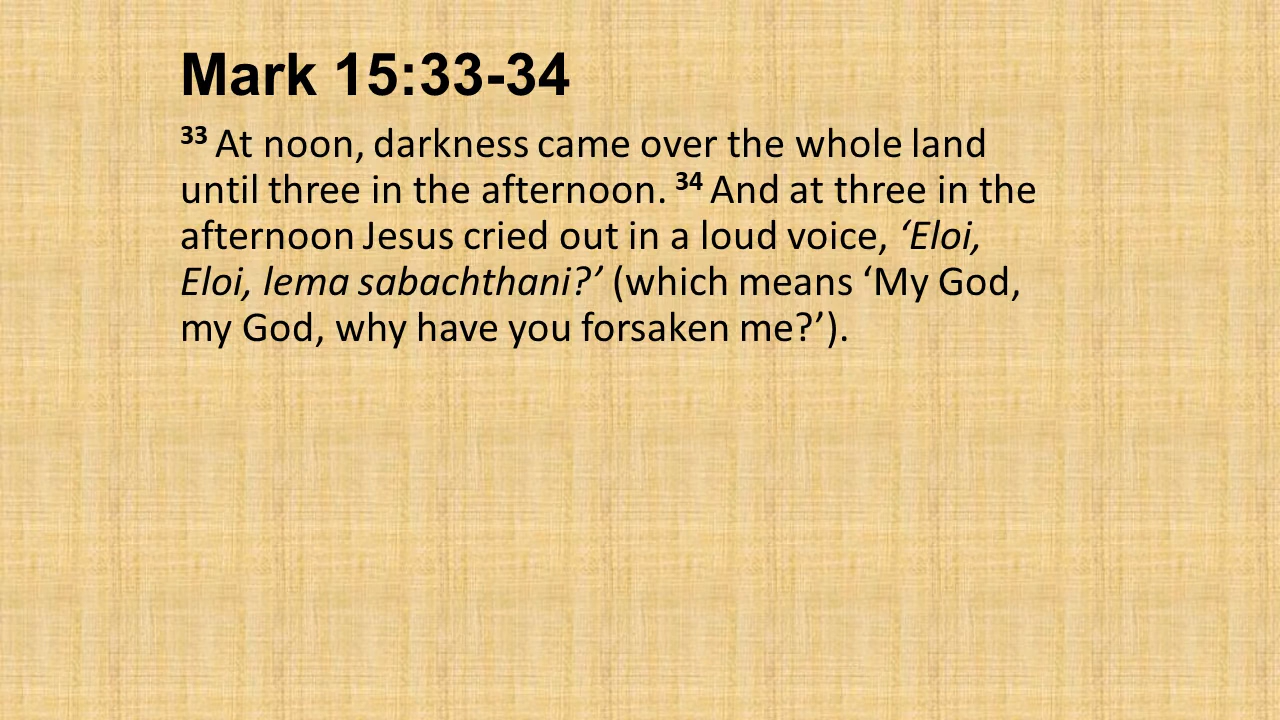 Mark 15:33-34
33 At noon, darkness came over the whole land
until three in the afternoon. 34 And at three in the
afternoon Jesus cried out in a loud voice, ‘Eloi,
Eloi, lema sabachthani?’ (which means ‘My God,
my God, why have you forsaken me?’).